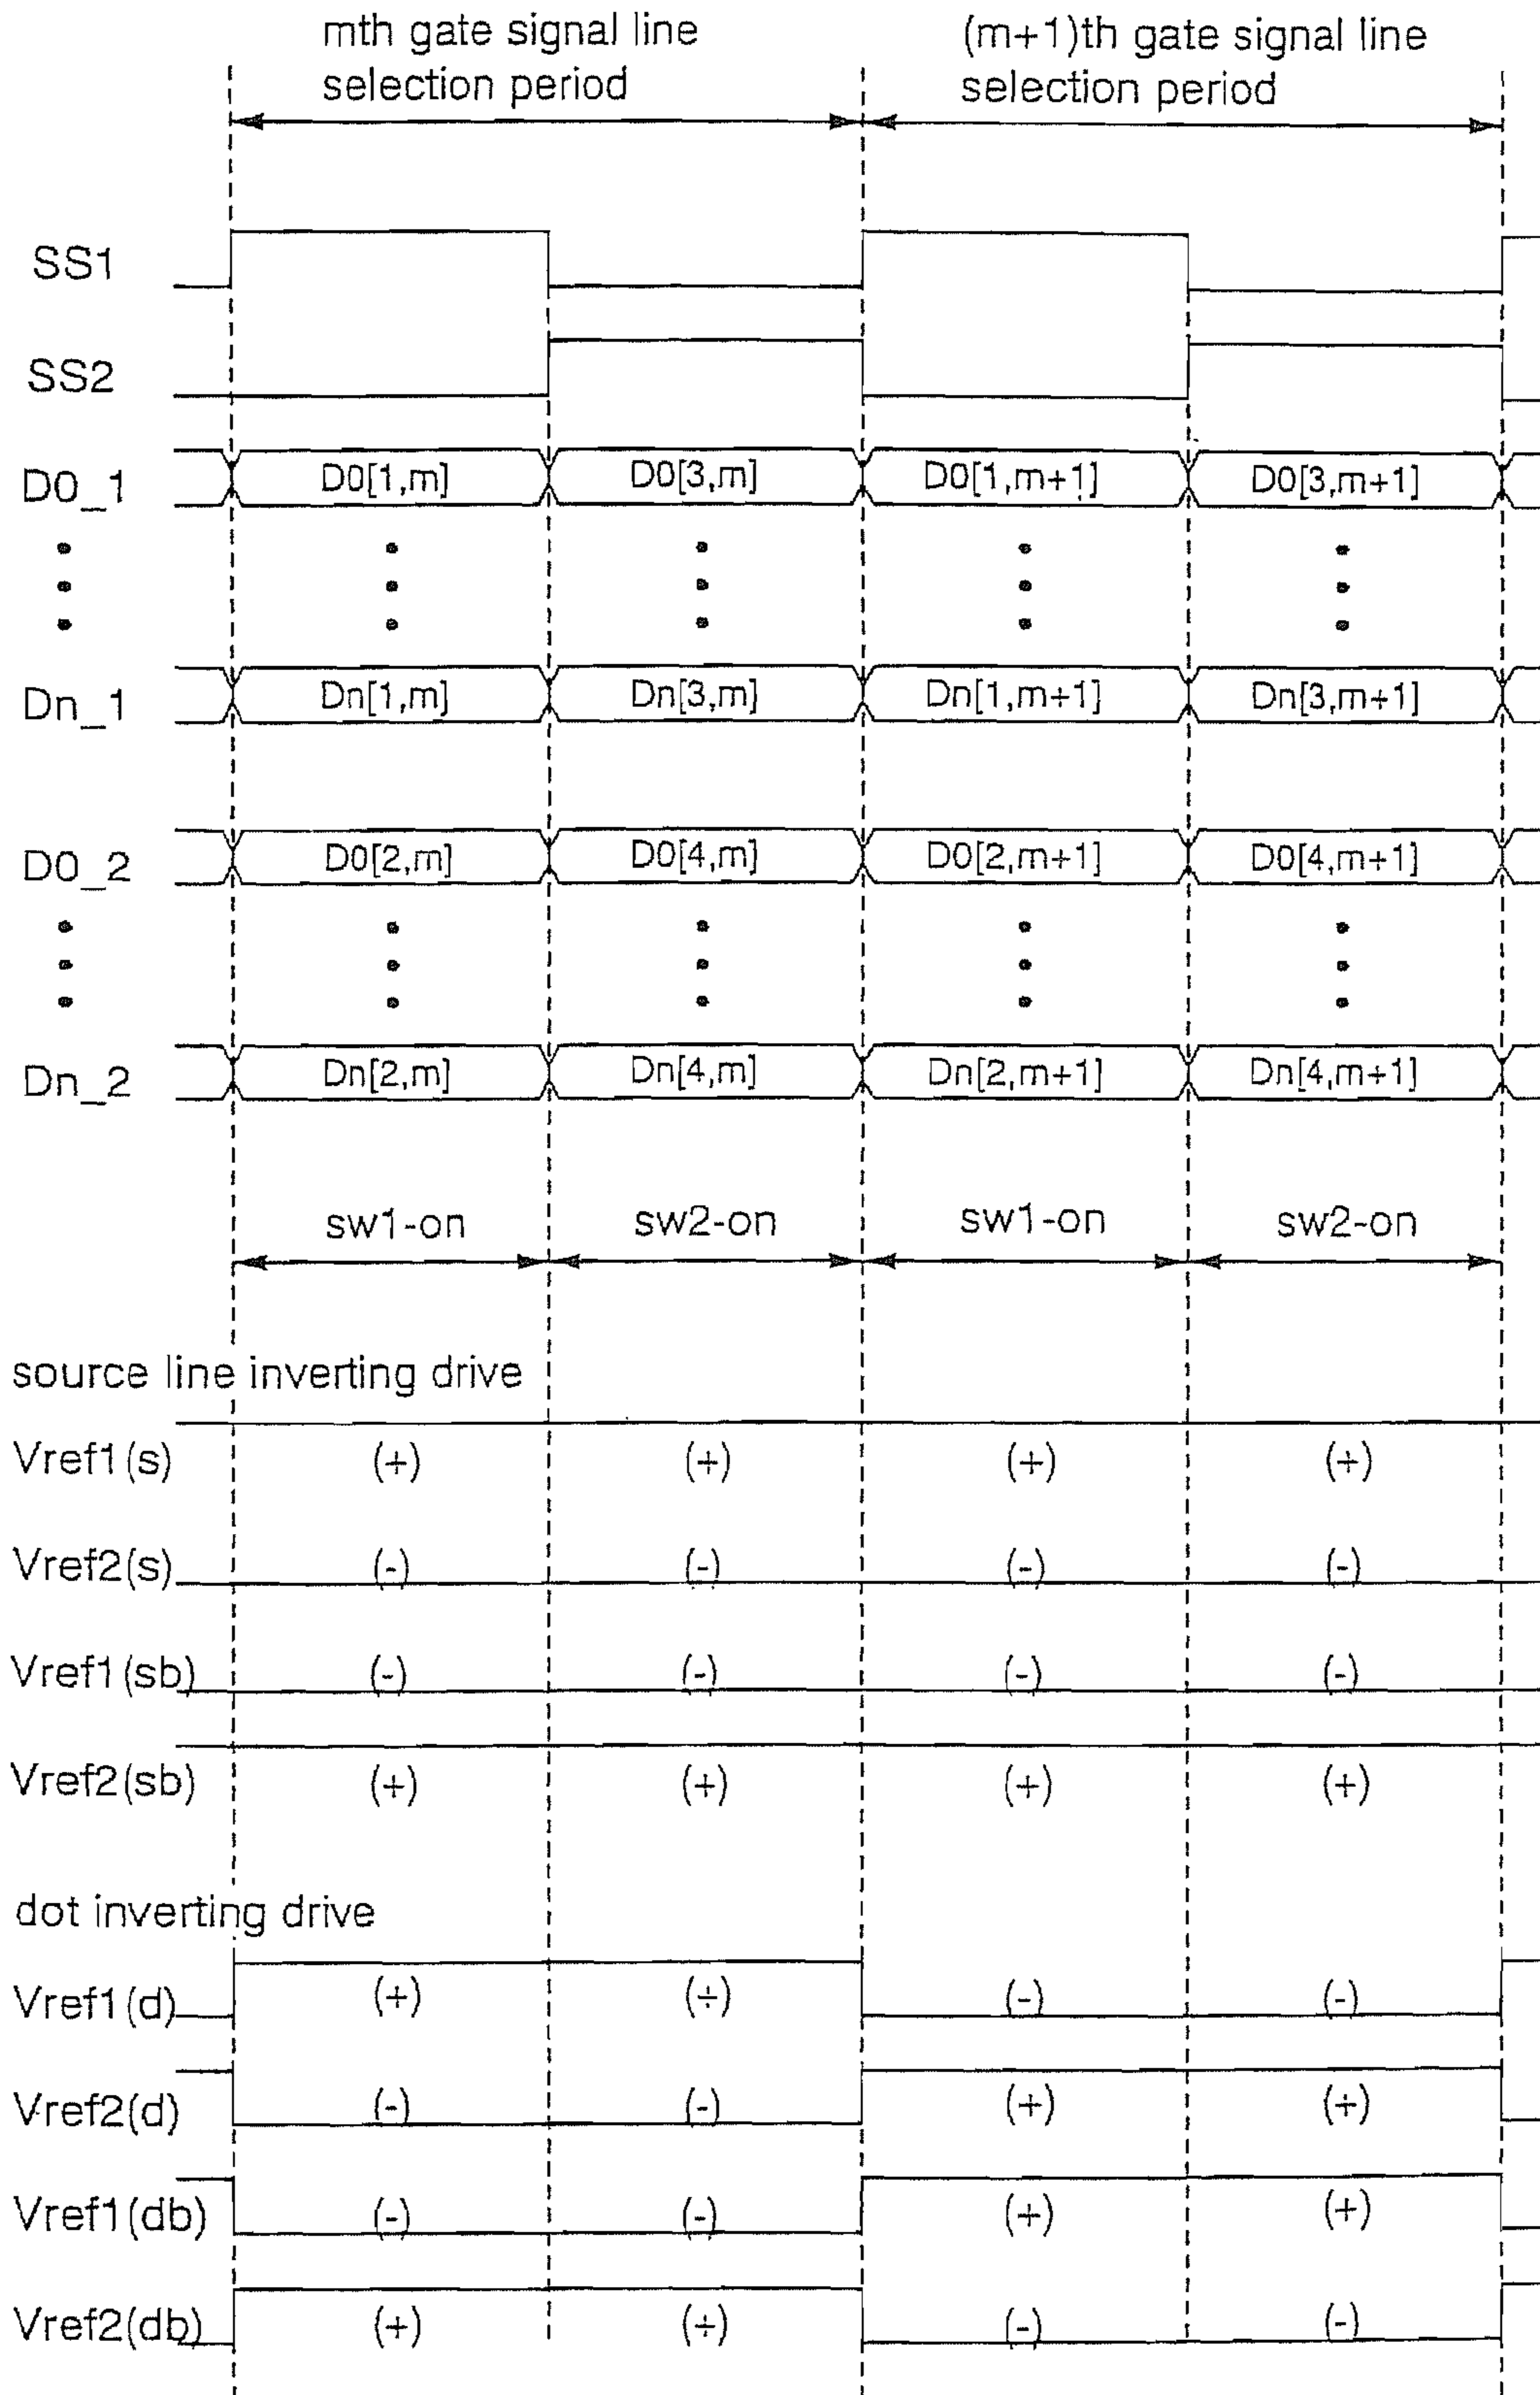 mth gate signal line
selection period
(m+1)th gate signal line
selection period
SS1
SS2
D0_1 D0[1,m] D0[3,m] D0[1,m+1] D0[3,m+1]
Dn_1 Dn[1,m] Dn[3,m] Dn[1,m+1] Dn[3,m+1]
D0_2 D0[2,m] D0[4,m] D0[2,m+1] D0[4,m+1]
Dn_2 Dn[2,m] Dn[4,m] Dn[2,m+1] Dn[4,m+1]
sw1-on sw2-on sw1-on sw2-on
source line inverting drive
Vref1(s) (+) (+) (+) (+)
Vref2(s) (-) (-) (-) (-)
Vref1(sb) (-) (-) (-) (-)
Vref2(sb) (+) (+) (+) (+)
dot inverting drive
Vref1(d) (+) (+) (-) (-)
Vref2(d) (-) (-) (+) (+)
Vref1(db) (-) (-) (+) (+)
Vref2(db) (+) (+) (-) (-)